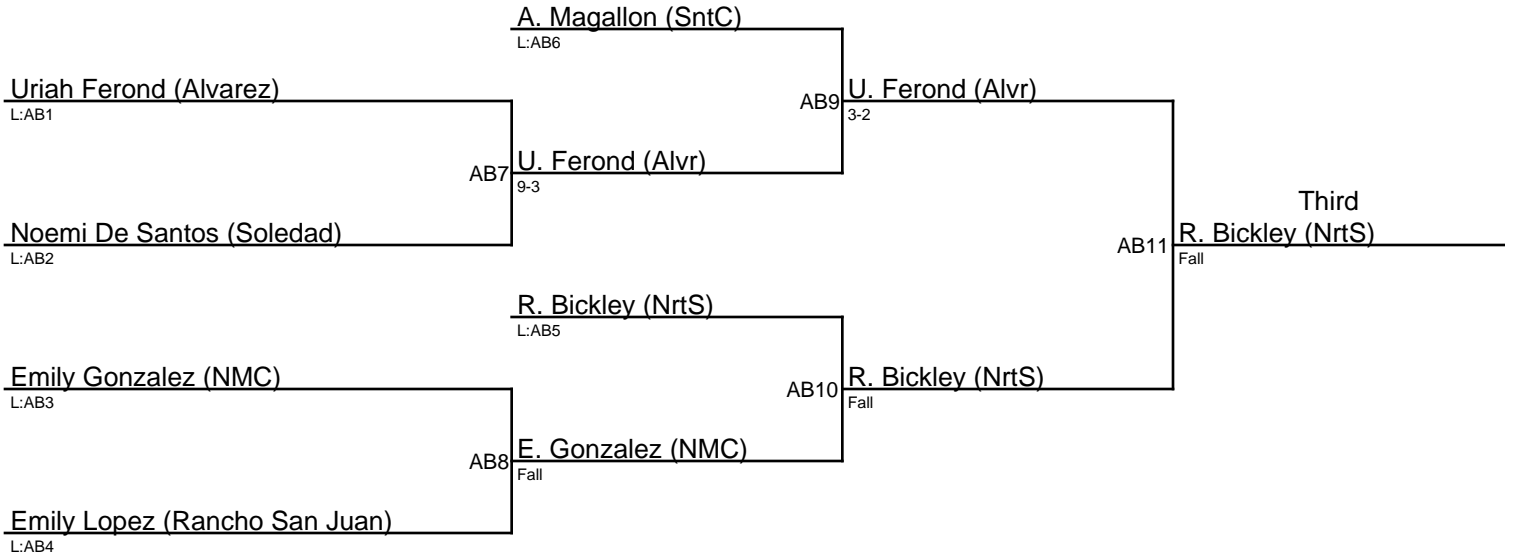 A. Magallon (SntC)
L:AB6
Uriah Ferond (Alvarez)
L:AB1
AB9
U. Ferond (Alvr)
3-2
AB7
U. Ferond (Alvr)
9-3
Third
Noemi De Santos (Soledad)
L:AB2
AB11
R. Bickley (NrtS)
Fall
R. Bickley (NrtS)
L:AB5
Emily Gonzalez (NMC)
L:AB3
AB10
R. Bickley (NrtS)
Fall
AB8
E. Gonzalez (NMC)
Fall
Emily Lopez (Rancho San Juan)
L:AB4